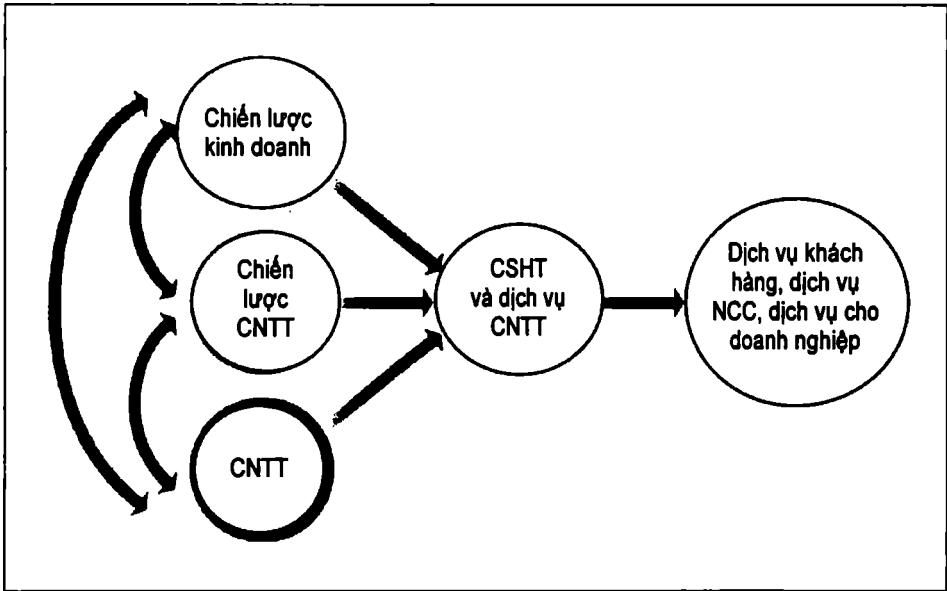 Chiến lược
kinh doanh
Chiến
lược
CNTT
CNTT
CSHT
và dịch vụ
CNTT
Dịch vụ khách
hàng, dịch vụ
NCC, dịch vụ cho
doanh nghiệp